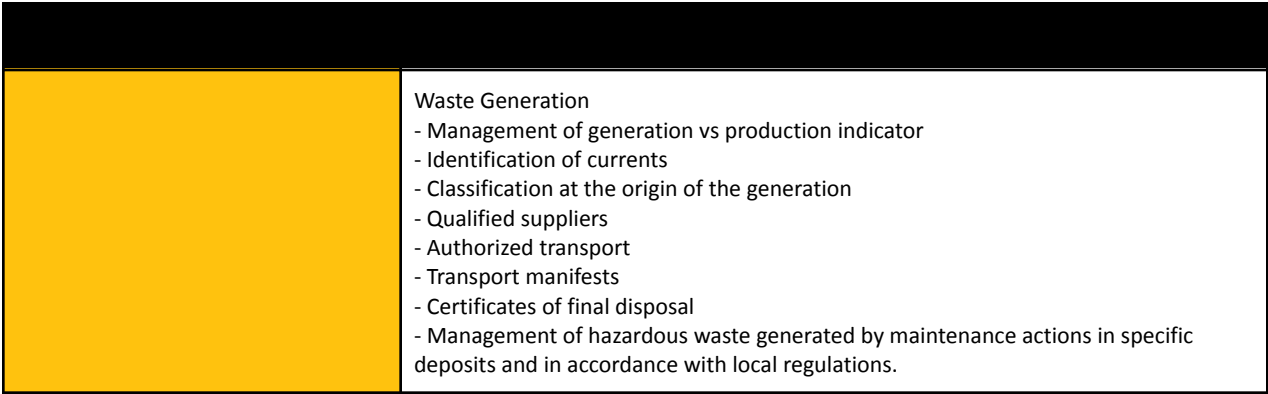 Waste Generation
- Management of generation vs production indicator
- Identification of currents
- Classification at the origin of the generation
- Qualified suppliers
- Authorized transport
- Transport manifests
- Certificates of final disposal
- Management of hazardous waste generated by maintenance actions in specific
deposits and in accordance with local regulations.